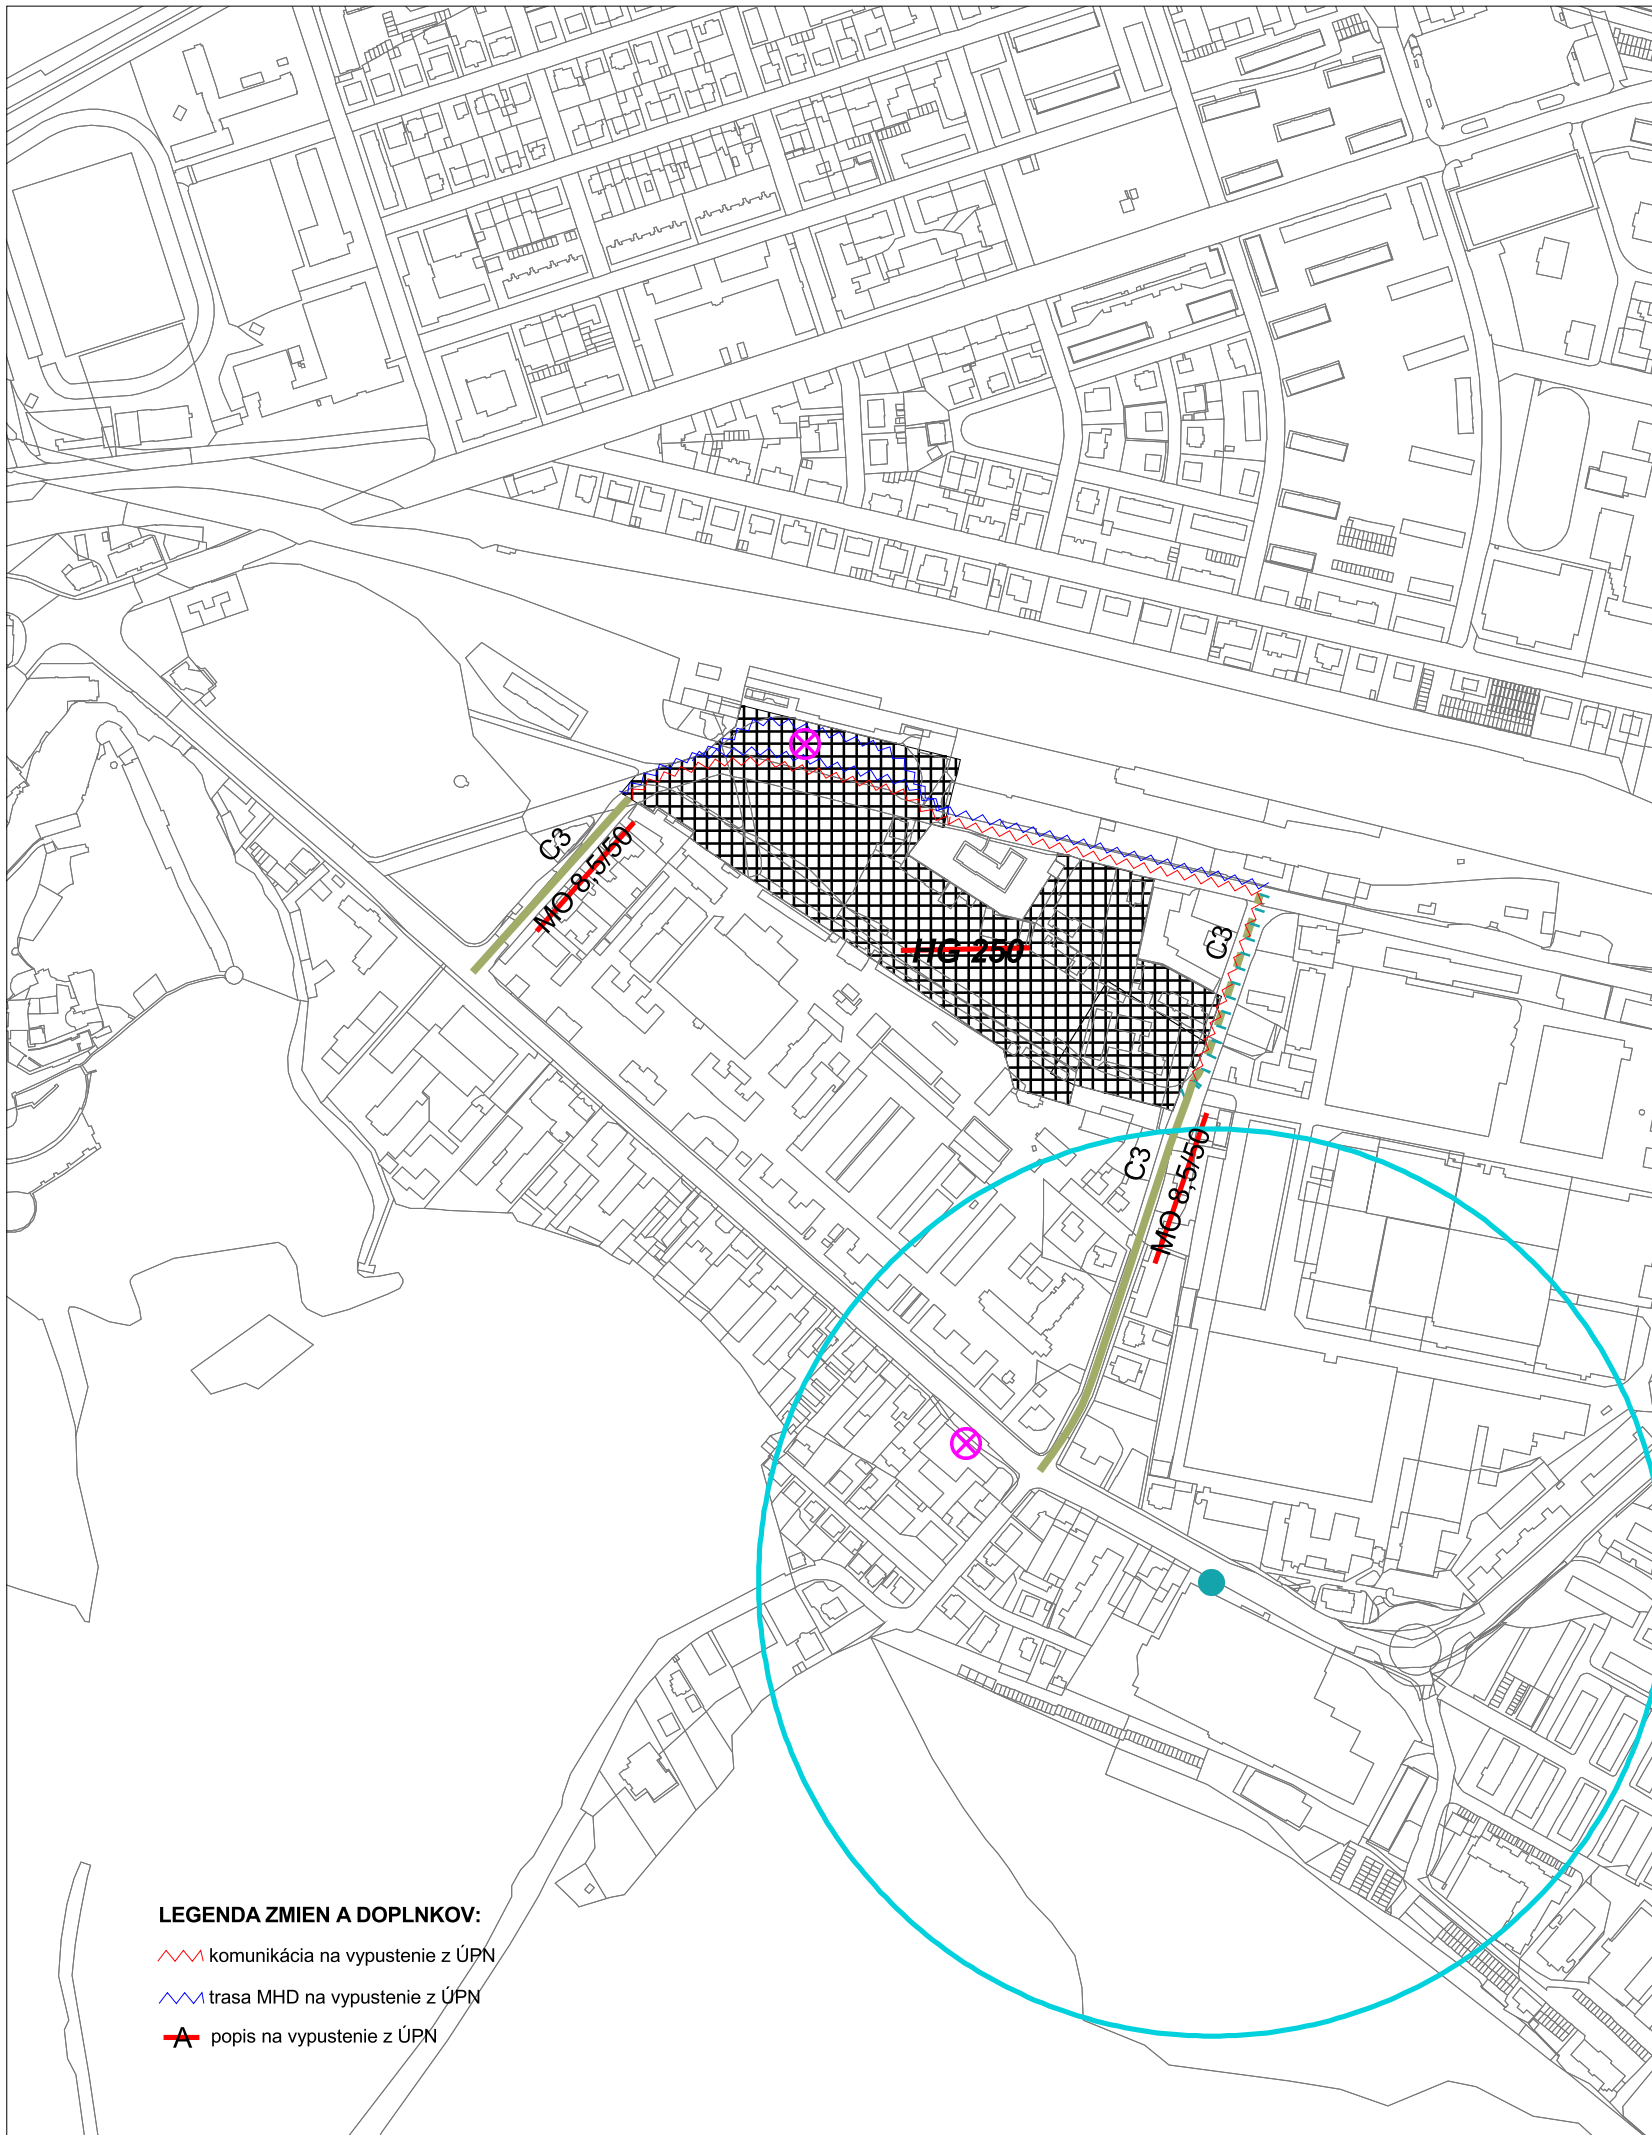 C3
MO 8,5/50
HG 250
C3
C3
MO 8,5/50
LEGENDA ZMIEN A DOPLNKOV:
komunikácia na vypustenie z ÚPN
trasa MHD na vypustenie z ÚPN
A popis na vypustenie z ÚPN